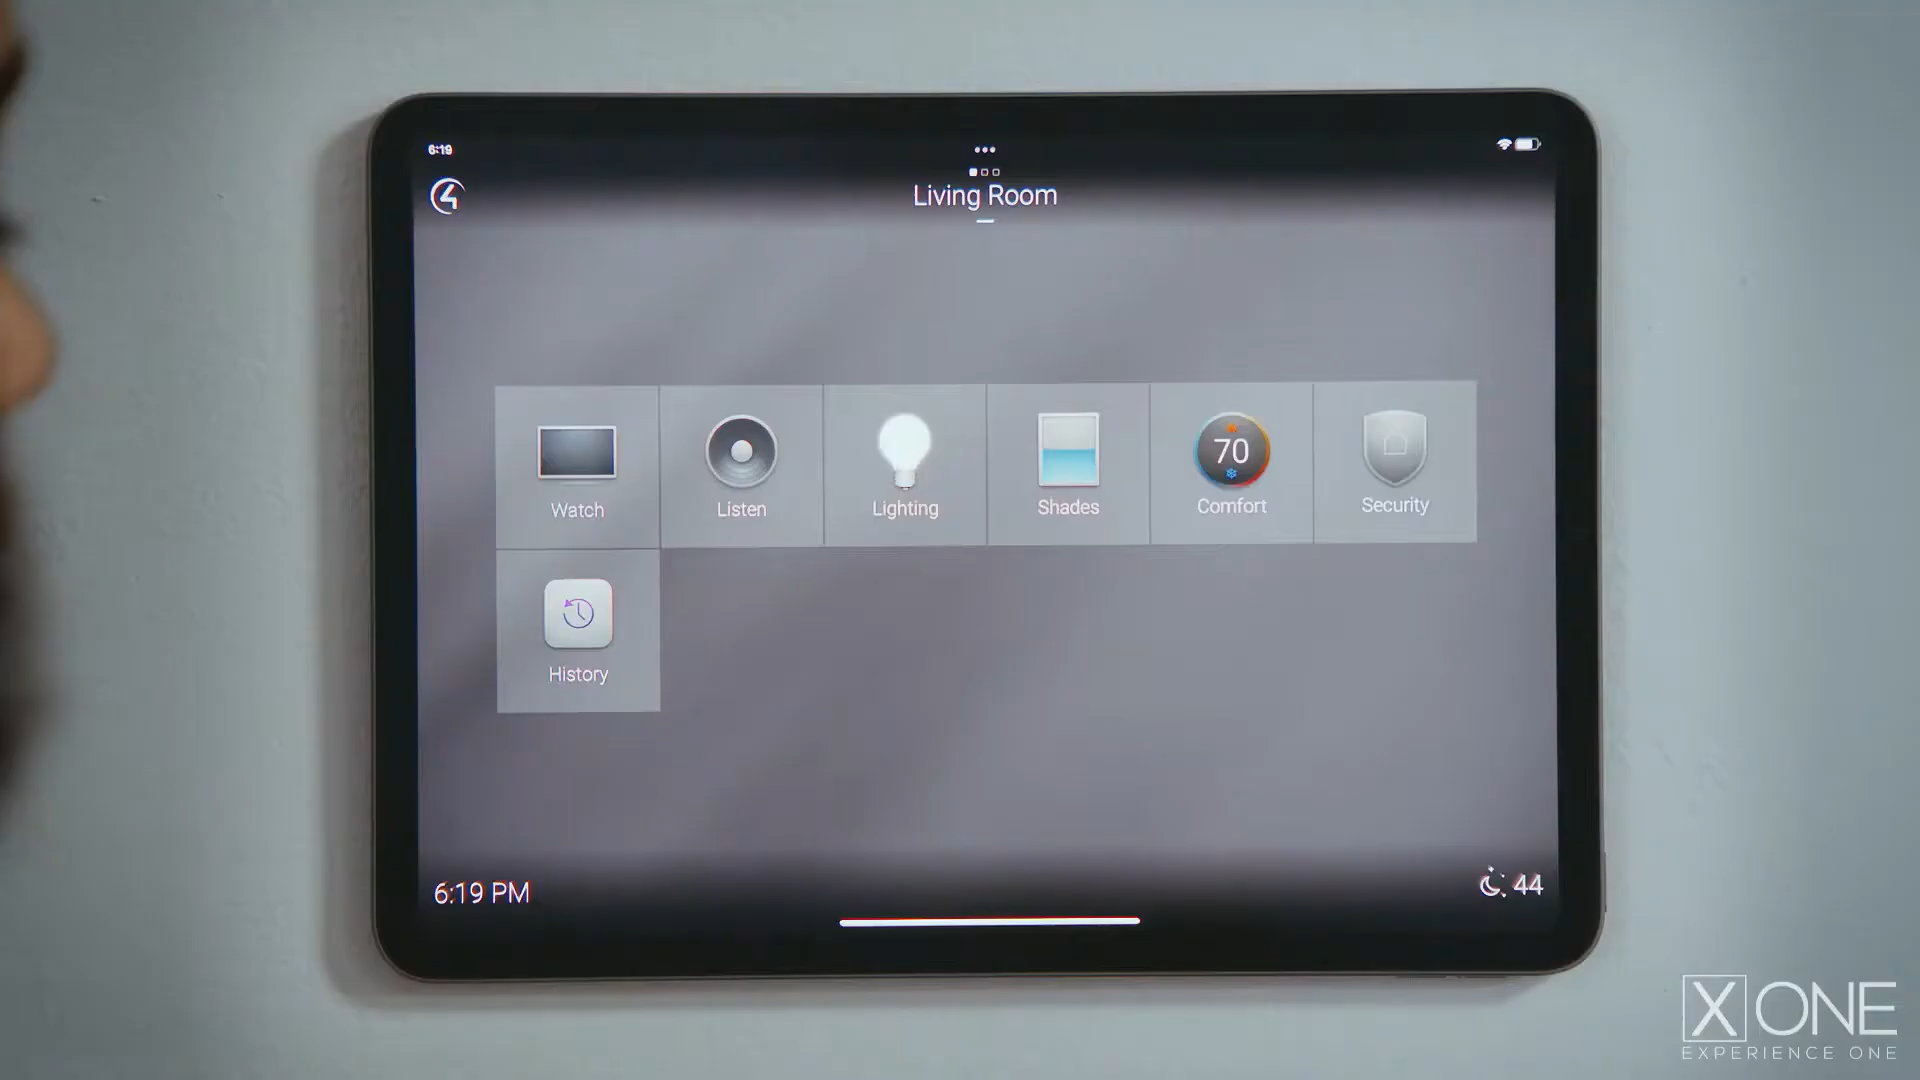 6:19
Living Room
Watch
Listen
Lighting
70
Comfort
Shades
Security
History
6:19 PM
44
X ONE
EXPERIENCE ONE